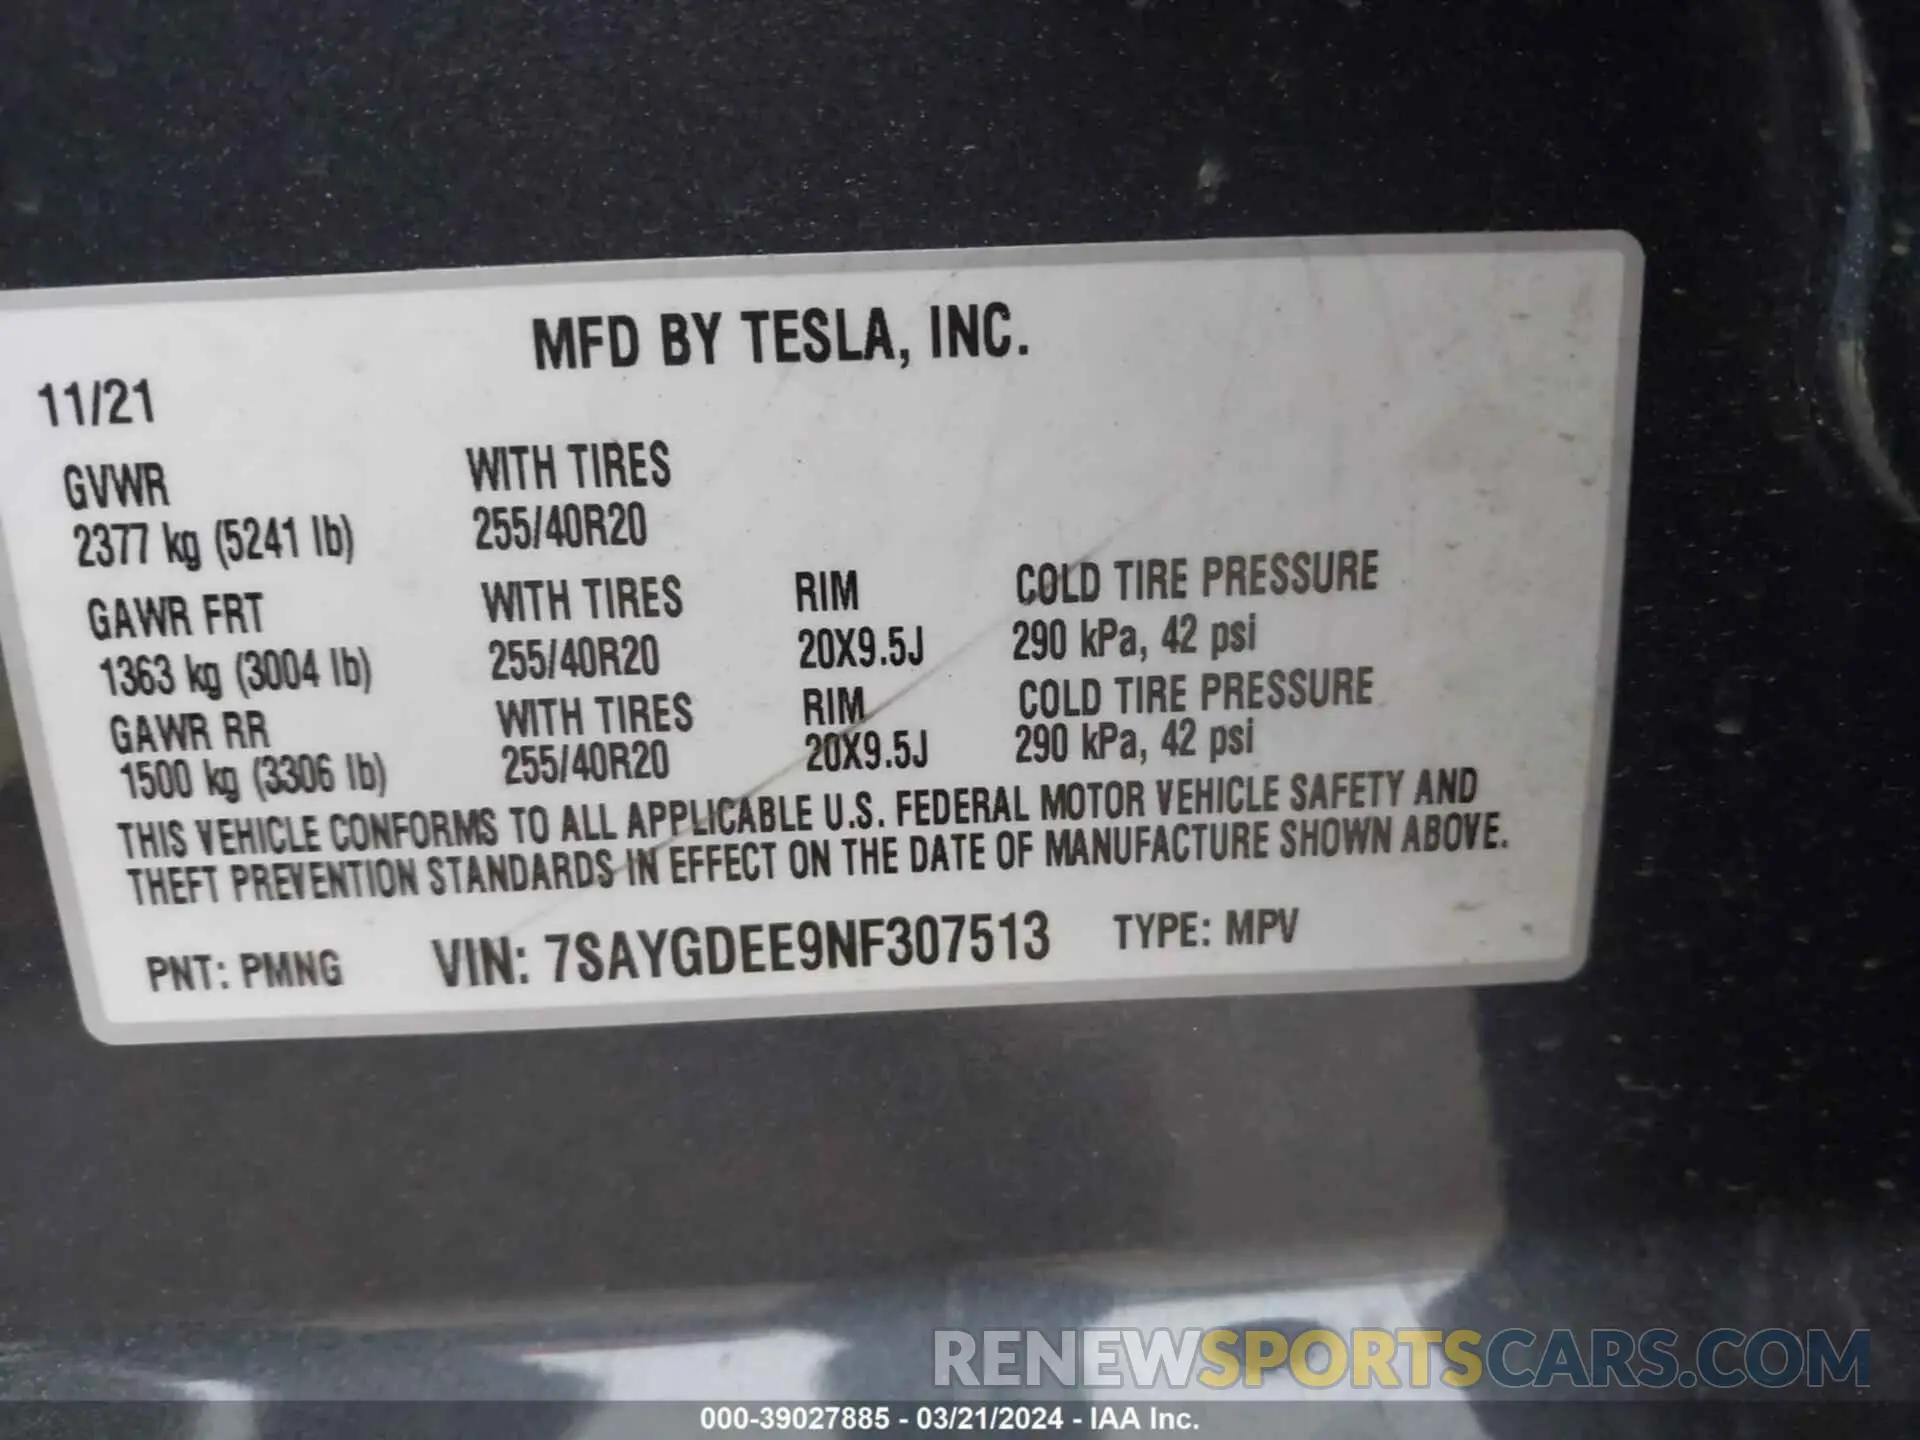 MFD BY TESLA, INC.
11/21
GVWR WITH TIRES
2377 kg (5241 lb) 255/40R20
GAWR FRT WITH TIRES RIM COLD TIRE PRESSURE
1363 kg (3004 lb) 255/40R20 20X9.5J 290 kPa, 42 psi
GAWR RR WITH TIRES RIM COLD TIRE PRESSURE
1500 kg (3306 lb) 255/40R20 20X9.5J 290 kPa, 42 psi
THIS VEHICLE CONFORMS TO ALL APPLICABLE U.S. FEDERAL MOTOR VEHICLE SAFETY AND
THEFT PREVENTION STANDARDS IN EFFECT ON THE DATE OF MANUFACTURE SHOWN ABOVE.
PNT: PMNG VIN: 7SAYGDEE9NF307513 TYPE: MPV
RENEWSPORTSCARS.COM
000-39027885 - 03/21/2024 - IAA Inc.